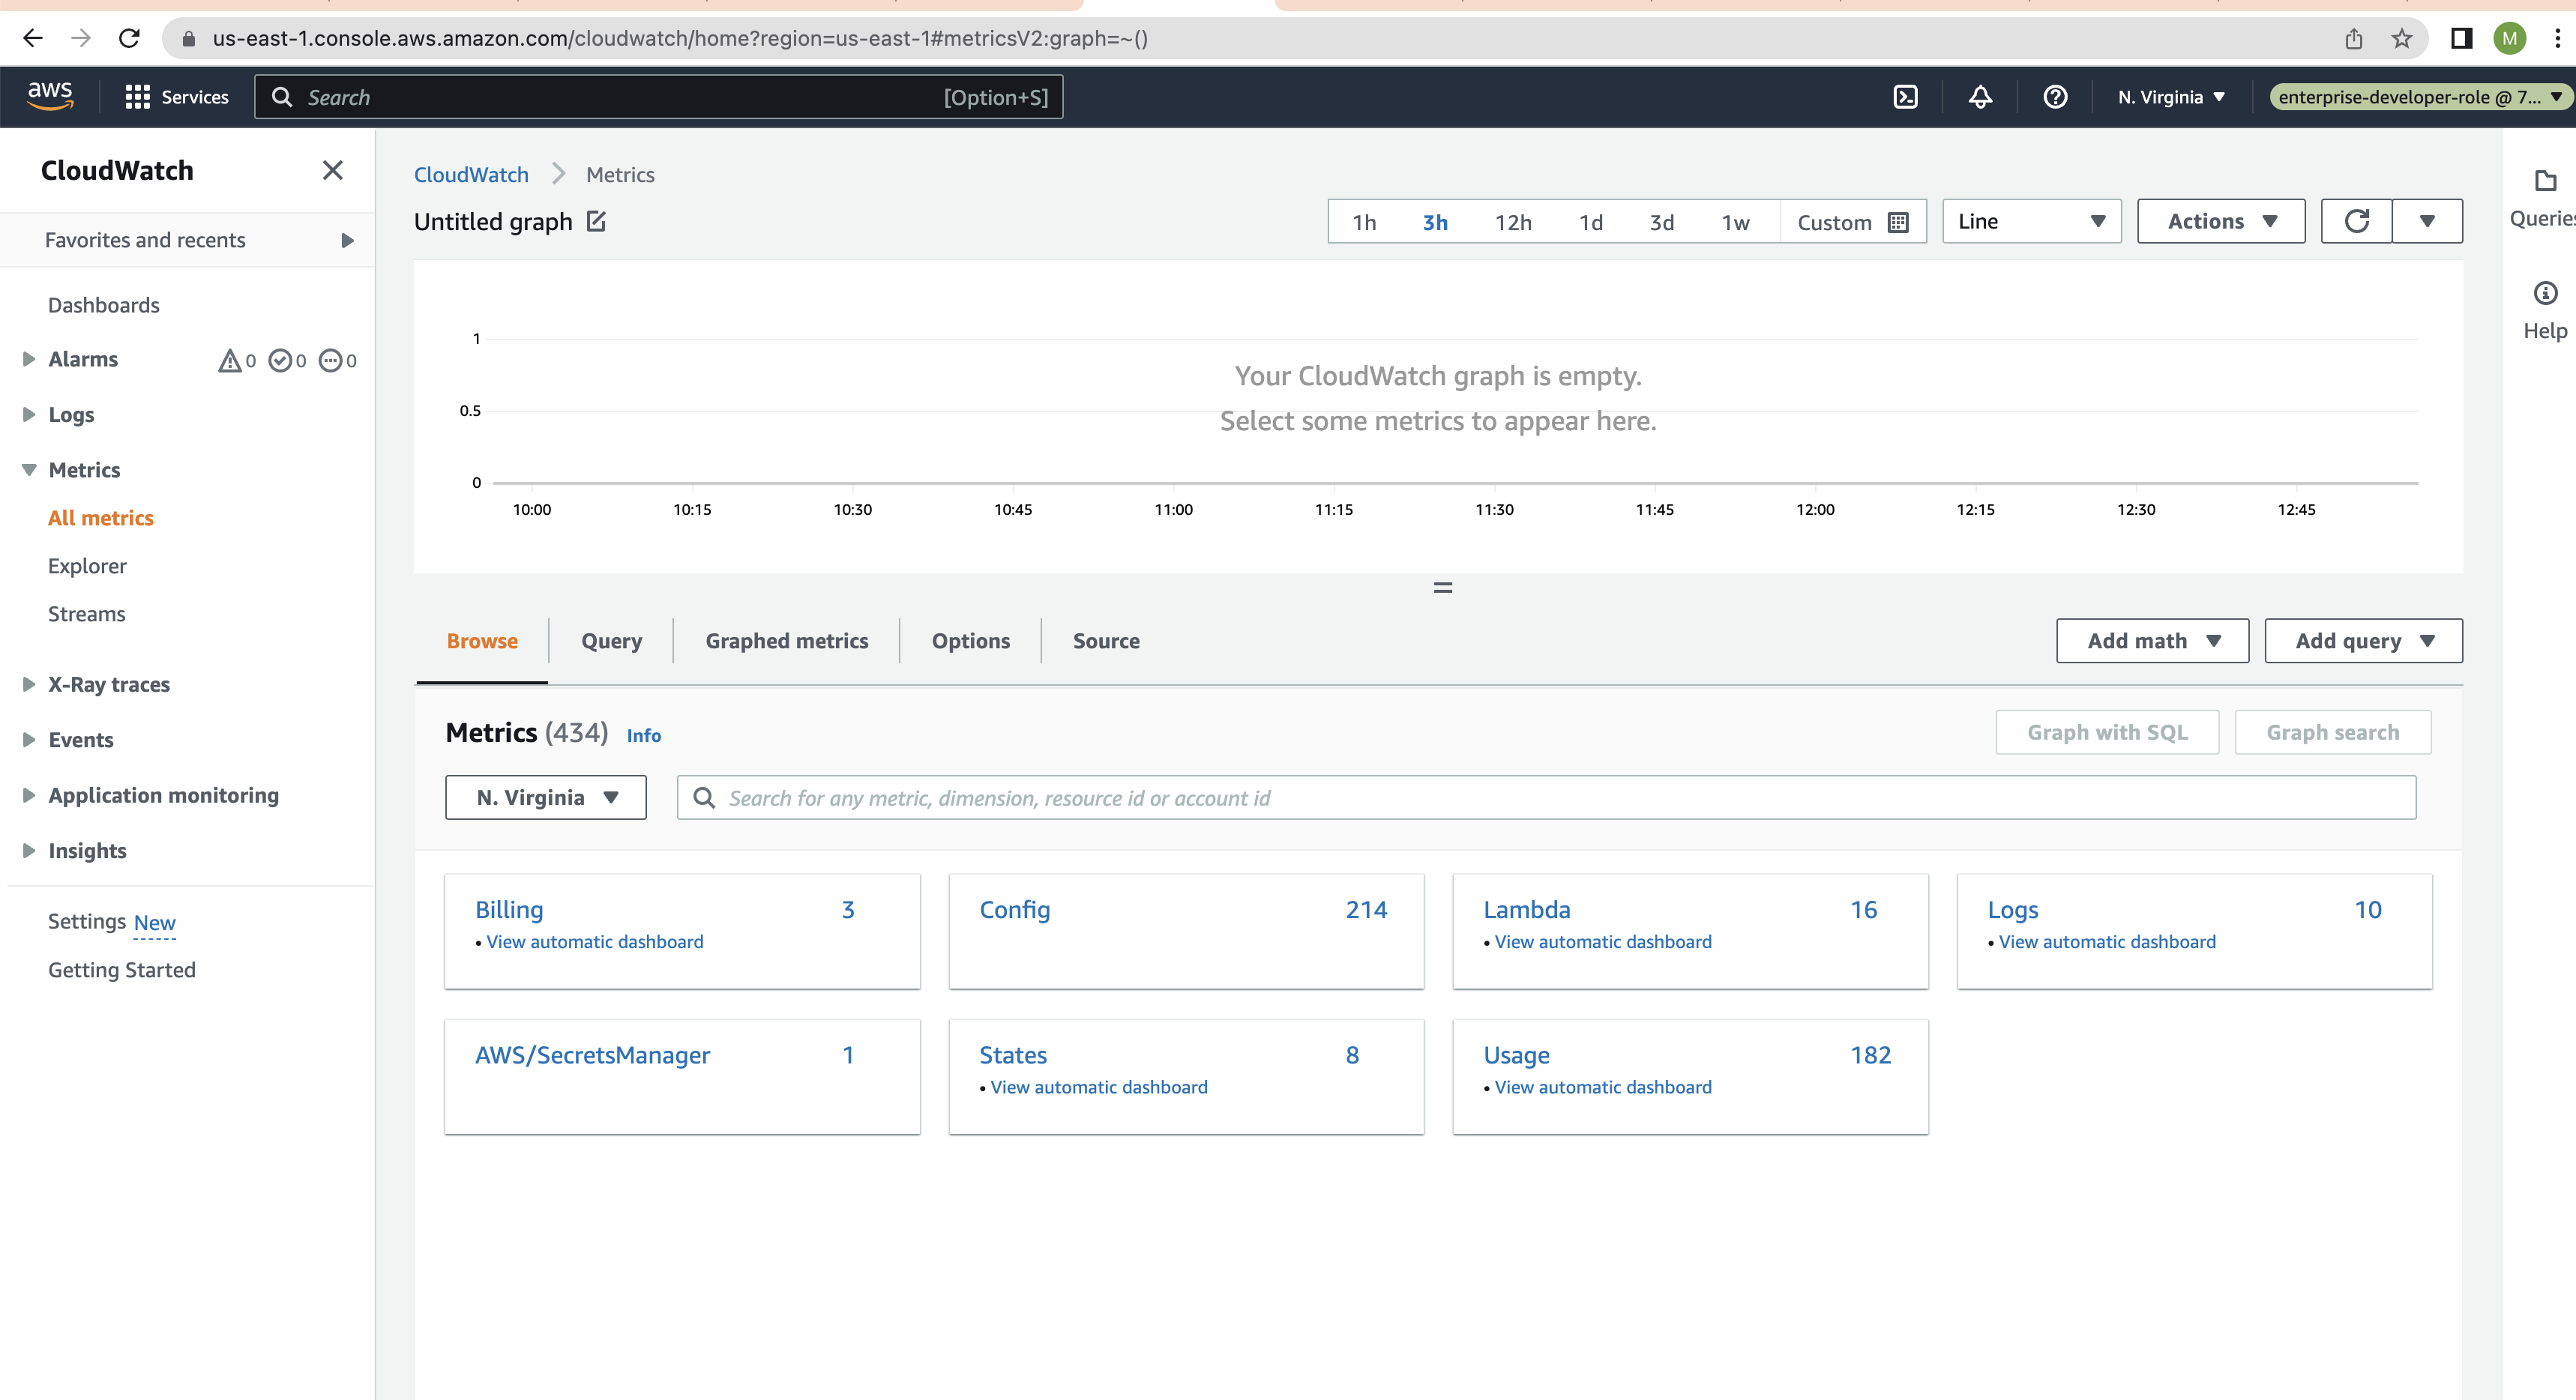 us-east-1.console.aws.amazon.com/cloudwatch/home?region=us-east-1#metricsV2:graph=~()
M
aws
Services
Search
[Option+S]
N. Virginia
enterprise-developer-role @ 7...
CloudWatch
Favorites and recents
Dashboards
Alarms 0 0 0
Logs
Metrics
All metrics
Explorer
Streams
X-Ray traces
Events
Application monitoring
Insights
Settings New
Getting Started
CloudWatch Metrics
Untitled graph
1h 3h 12h 1d 3d 1w Custom
Line
Actions
1
0.5
0
Your CloudWatch graph is empty.
Select some metrics to appear here.
10:00 10:15 10:30 10:45 11:00 11:15 11:30 11:45 12:00 12:15 12:30 12:45
Browse Query Graphed metrics Options Source
Add math
Add query
Metrics (434) Info
Graph with SQL
Graph search
N. Virginia
Search for any metric, dimension, resource id or account id
Billing 3
• View automatic dashboard
Config 214
Lambda 16
• View automatic dashboard
Logs 10
• View automatic dashboard
AWS/SecretsManager 1
States 8
• View automatic dashboard
Usage 182
• View automatic dashboard
Queries
Help